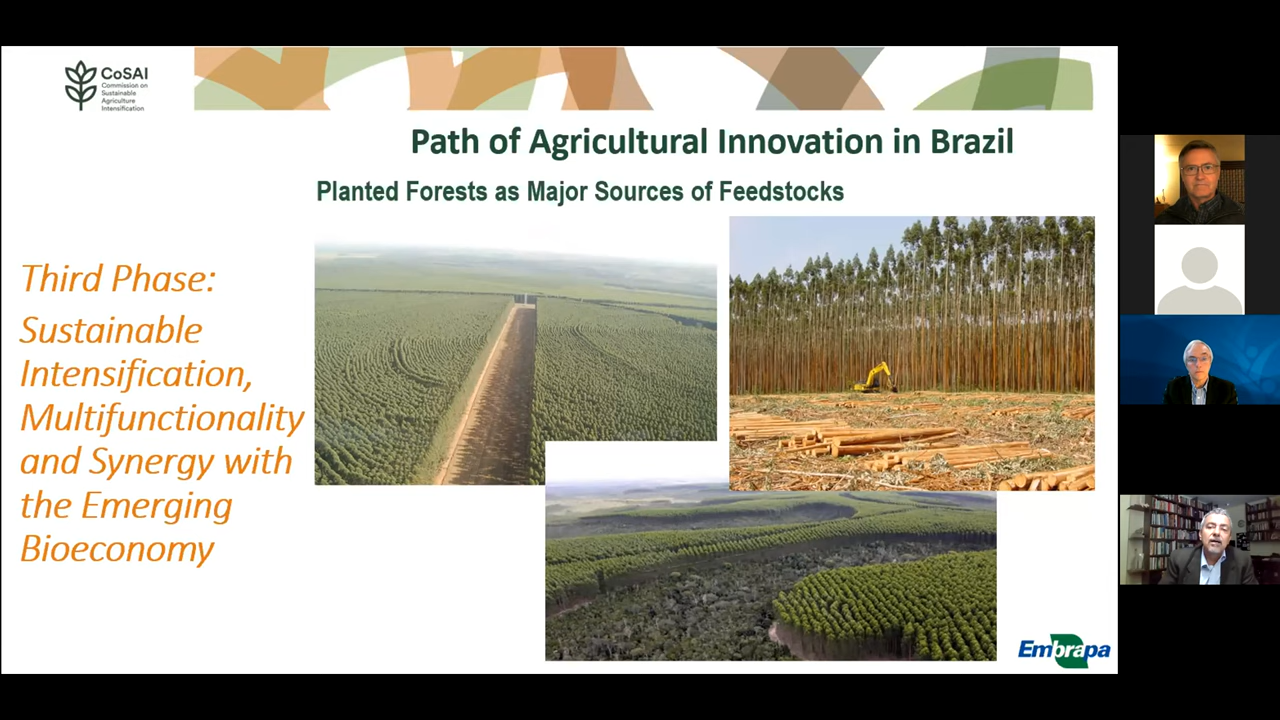 CoSAI
Commission on
Sustainable
Agriculture
Intensification
Path of Agricultural Innovation in Brazil
Planted Forests as Major Sources of Feedstocks
Third Phase:
Sustainable
Intensification,
Multifunctionality
and Synergy with
the Emerging
Bioeconomy
Embrapa